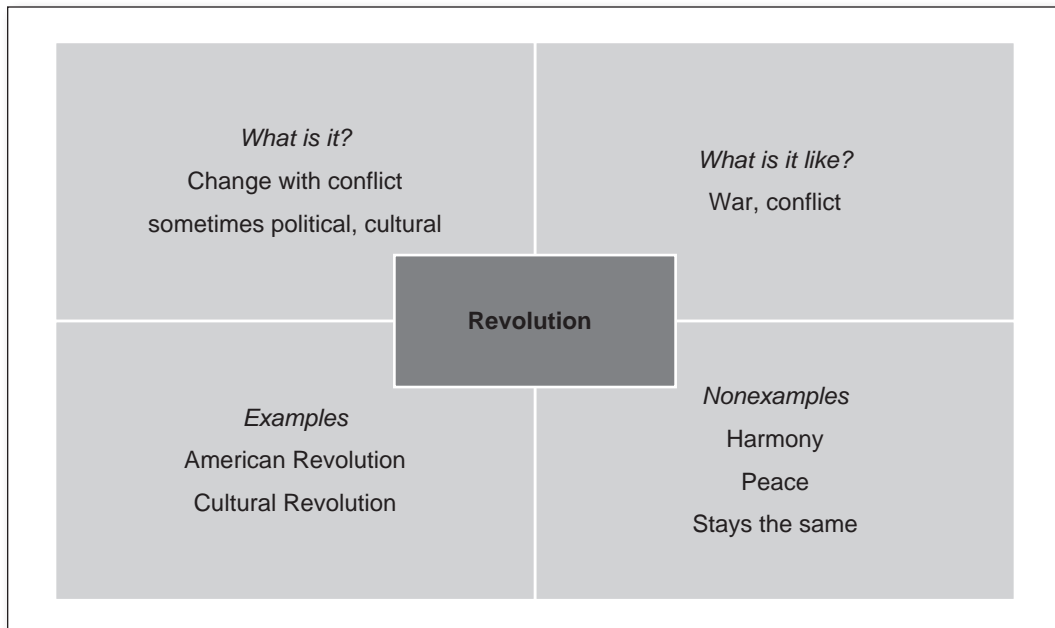 What is it?
Change with conflict
sometimes political, cultural
What is it like?
War, conflict
Revolution
Examples
American Revolution
Cultural Revolution
Nonexamples
Harmony
Peace
Stays the same